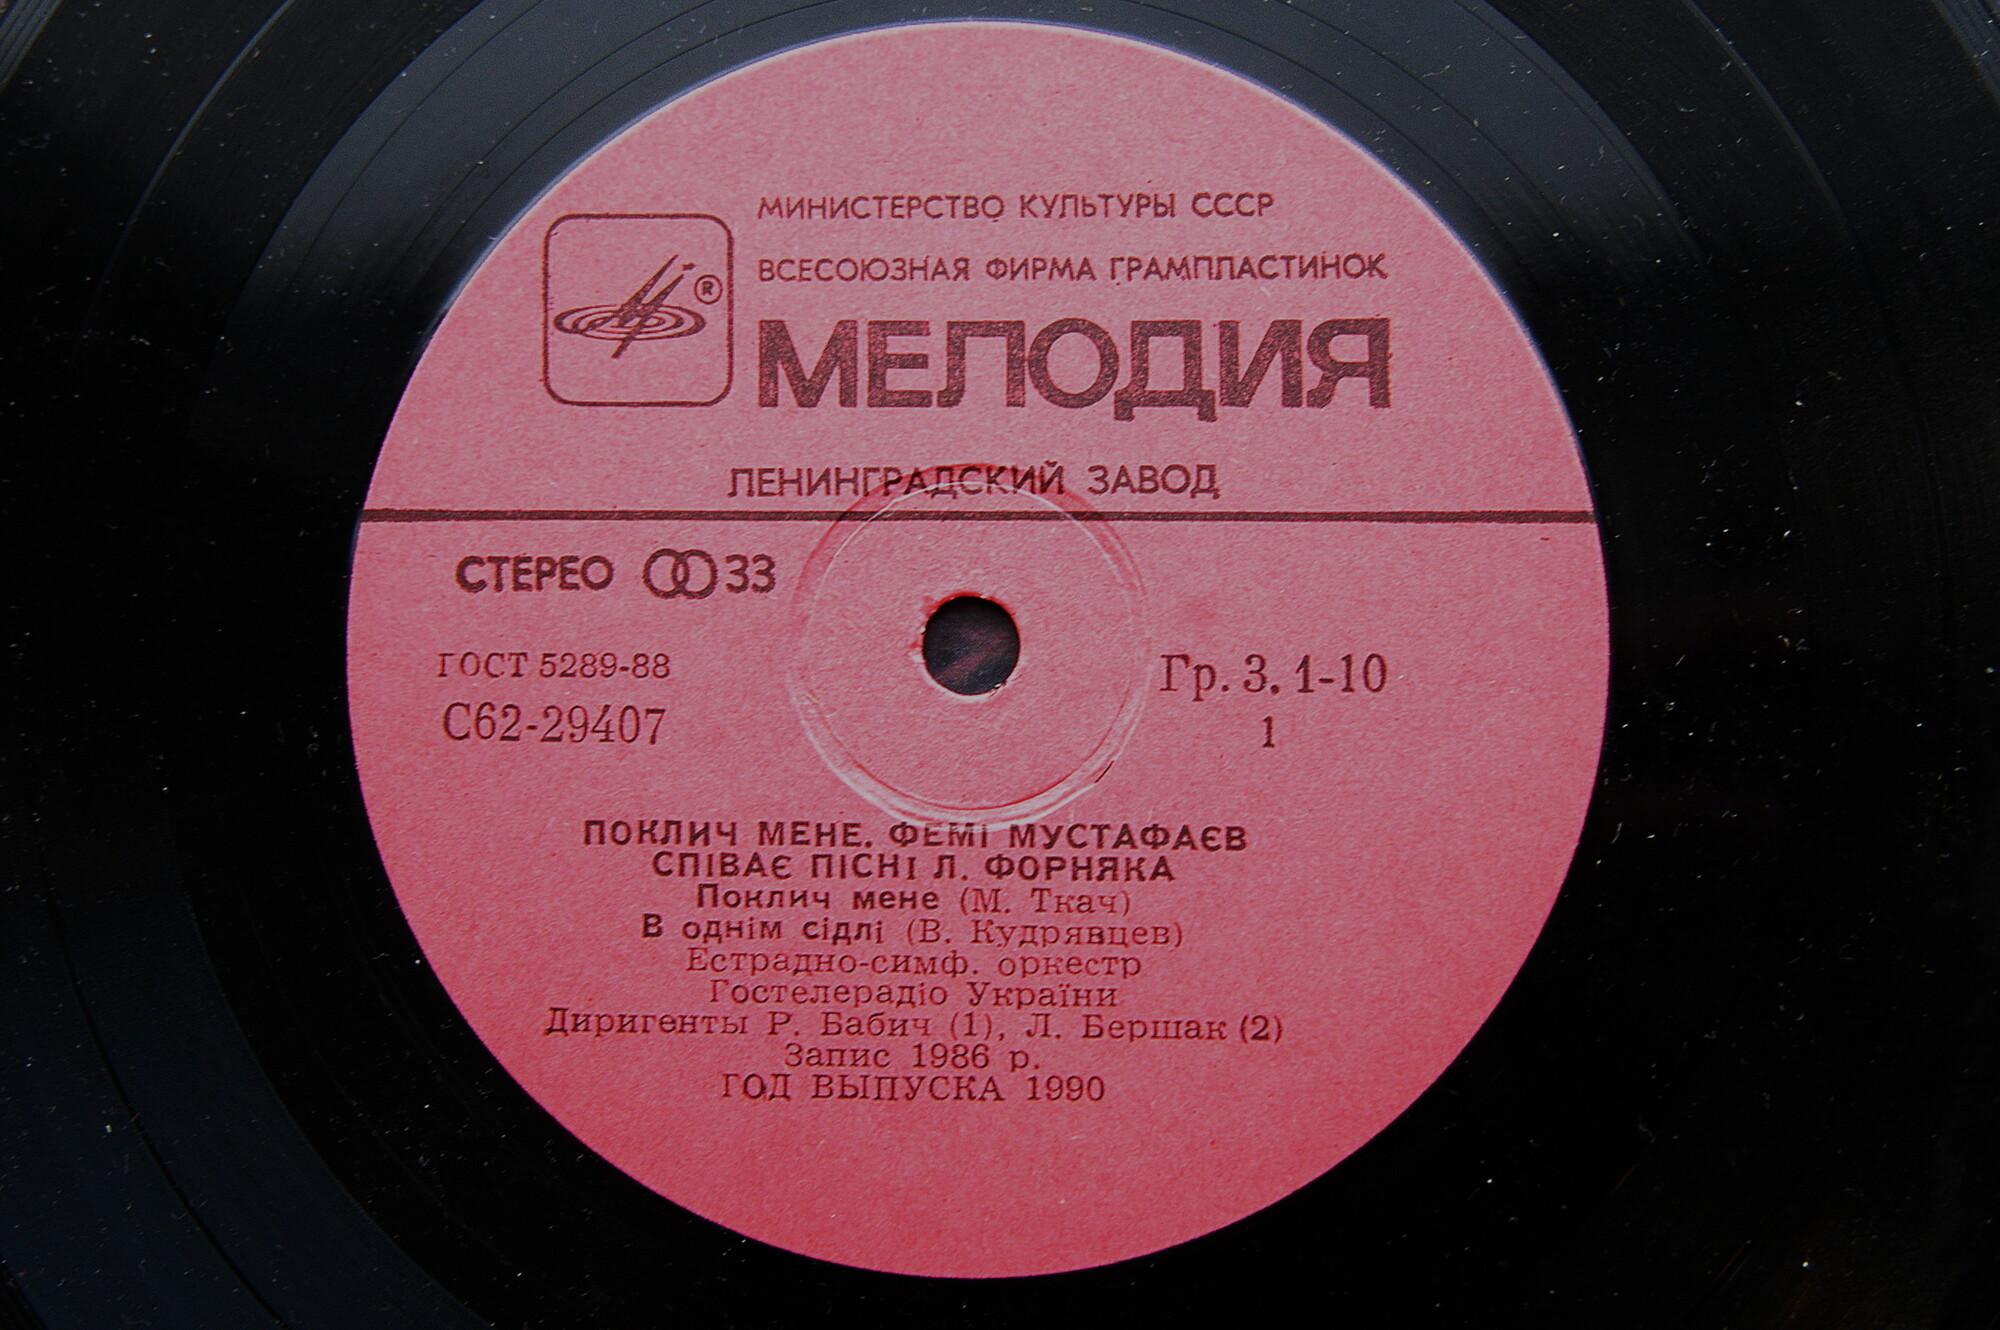 МИНИСТЕРСТВО КУЛЬТУРЫ СССР
ВСЕСОЮЗНАЯ ФИРМА ГРАМПЛАСТИНОК
®
МЕЛОДИЯ
ЛЕНИНГРАДСКИЙ ЗАВОД
СТЕРЕО 33
ГОСТ 5289-88
Гр. 3. 1-10
С62-29407
1
ПОКЛИЧ МЕНЕ. ФЕМІ МУСТАФАЄВ
СПІВАЄ ПІСНІ Л. ФОРНЯКА
Поклич мене (М. Ткач)
В однім сідлі (В. Кудрявцев)
Естрадно-симф. оркестр
Гостелерадіо України
Диригенты Р. Бабич (1), Л. Бершак (2)
Запис 1986 р.
ГОД ВЫПУСКА 1990